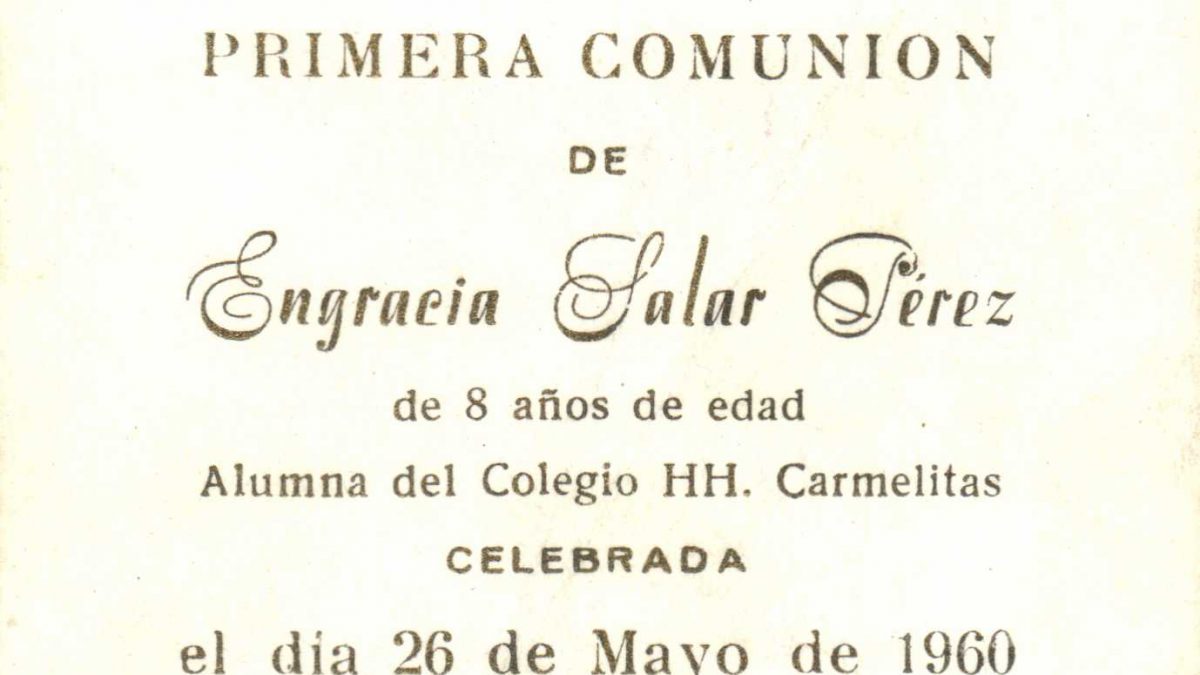 PRIMERA COMUNION
DE
Engracia Salar Pérez
de 8 años de edad
Alumna del Colegio HH. Carmelitas
CELEBRADA
el día 26 de Mayo de 1960